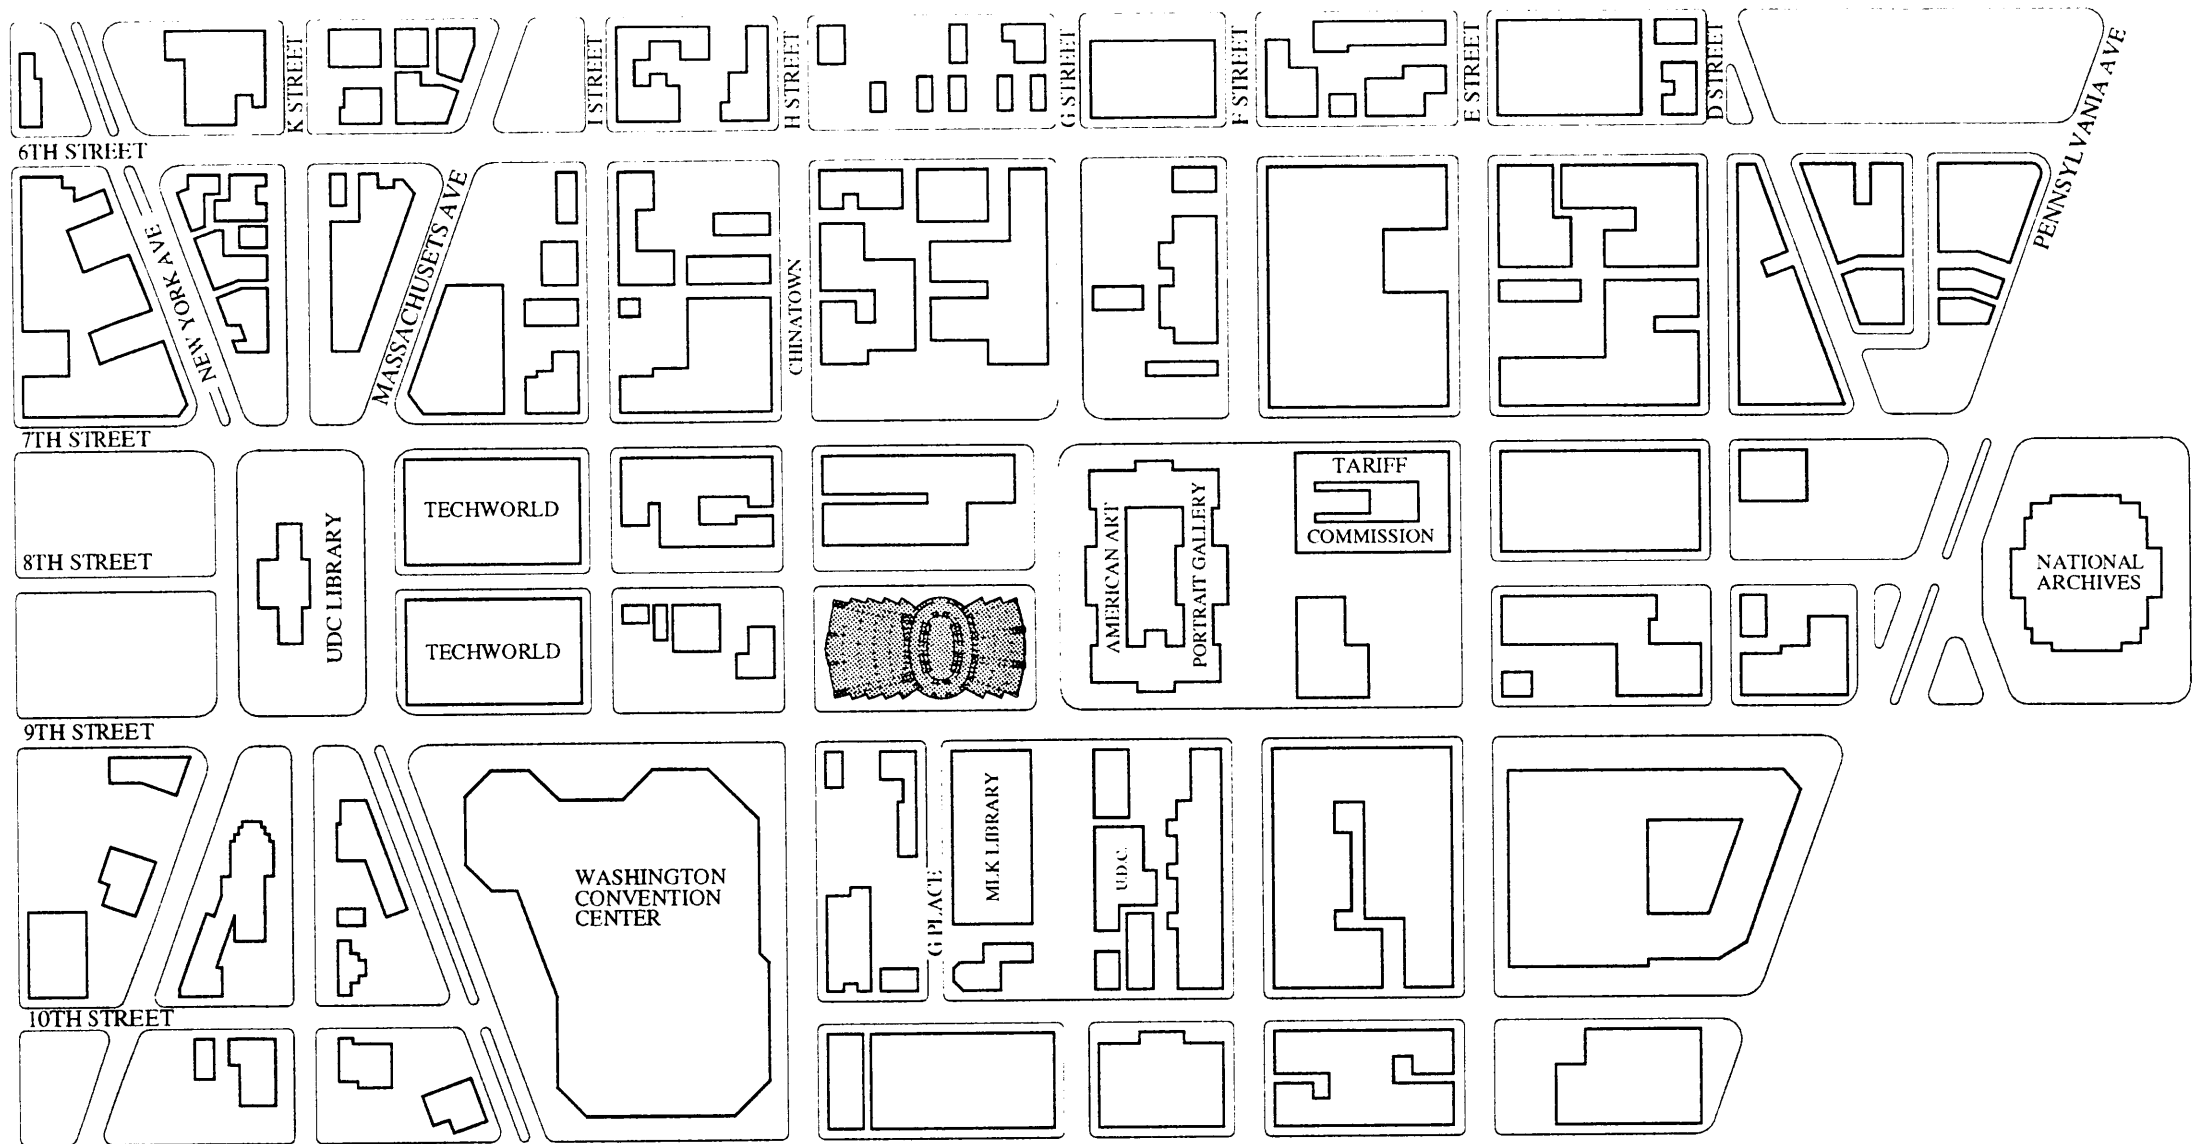 K STREET
I STREET
H STREET
G STREET
F STREET
E STREET
D STREET
PENNSYLVANIA AVE
6TH STREET
NEW YORK AVE
MASSACHUSETS AVE
CHINATOWN
PENNSYLVANIA AVE
7TH STREET
TECHWORLD
UDC LIBRARY
AMERICAN ART
PORTRAIT GALLERY
TARIFF
COMMISSION
8TH STREET
NATIONAL
ARCHIVES
TECHWORLD
9TH STREET
WASHINGTON
CONVENTION
CENTER
G PLACE
MLK LIBRARY
U.D.C.
10TH STREET